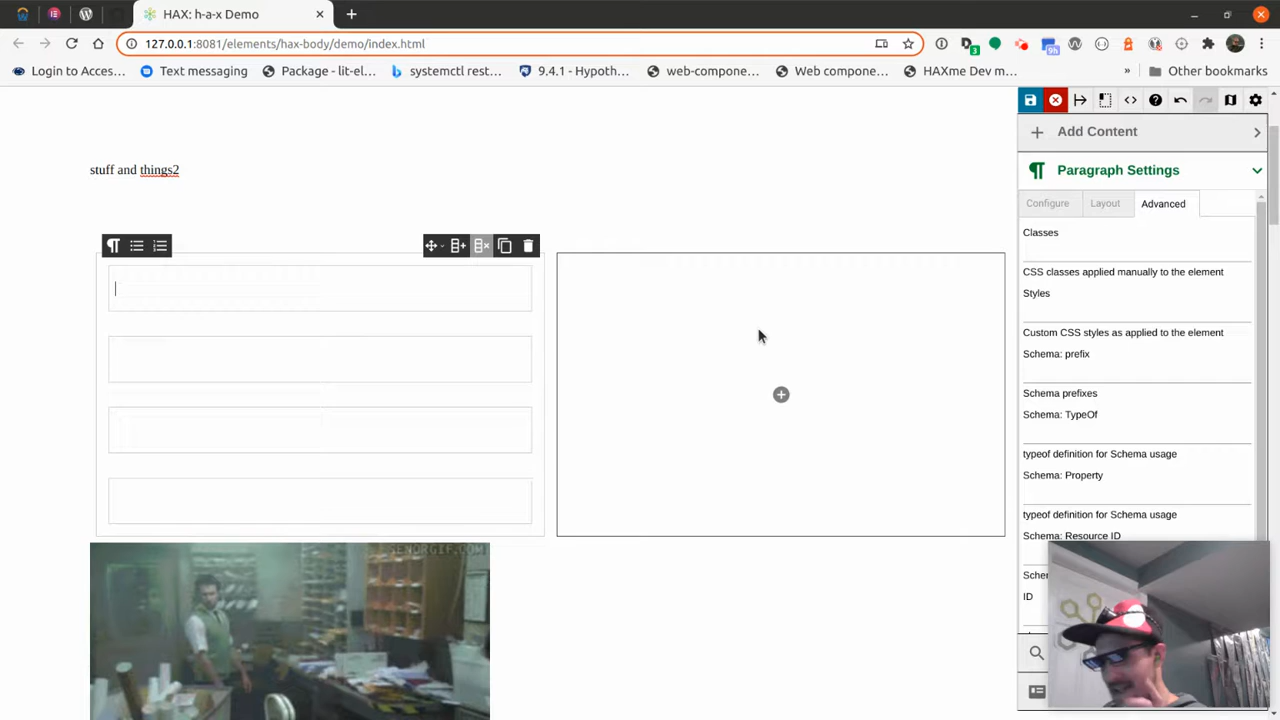 HAX: h-a-x Demo
127.0.0.1:8081/elements/hax-body/demo/index.html
3
9h
Login to Acces...
Text messaging
Package - lit-el...
systemctl rest...
9.4.1 - Hypoth...
web-compone...
Web compone...
HAXme Dev m...
»
Other bookmarks
Add Content
stuff and things2
Paragraph Settings
Configure
Layout
Advanced
Classes
CSS classes applied manually to the element
Styles
Custom CSS styles as applied to the element
Schema: prefix
Schema prefixes
Schema: TypeOf
typeof definition for Schema usage
Schema: Property
typeof definition for Schema usage
Schema: Resource ID
ID
SENORGIF.COM